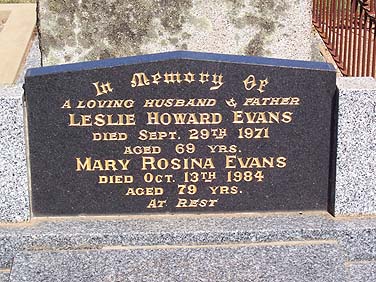 In Memory Of
A LOVING HUSBAND & FATHER
LESLIE HOWARD EVANS
DIED SEPT. 29TH 1971
AGED 69 YRS.
MARY ROSINA EVANS
DIED OCT. 13TH 1984
AGED 79 YRS.
AT REST